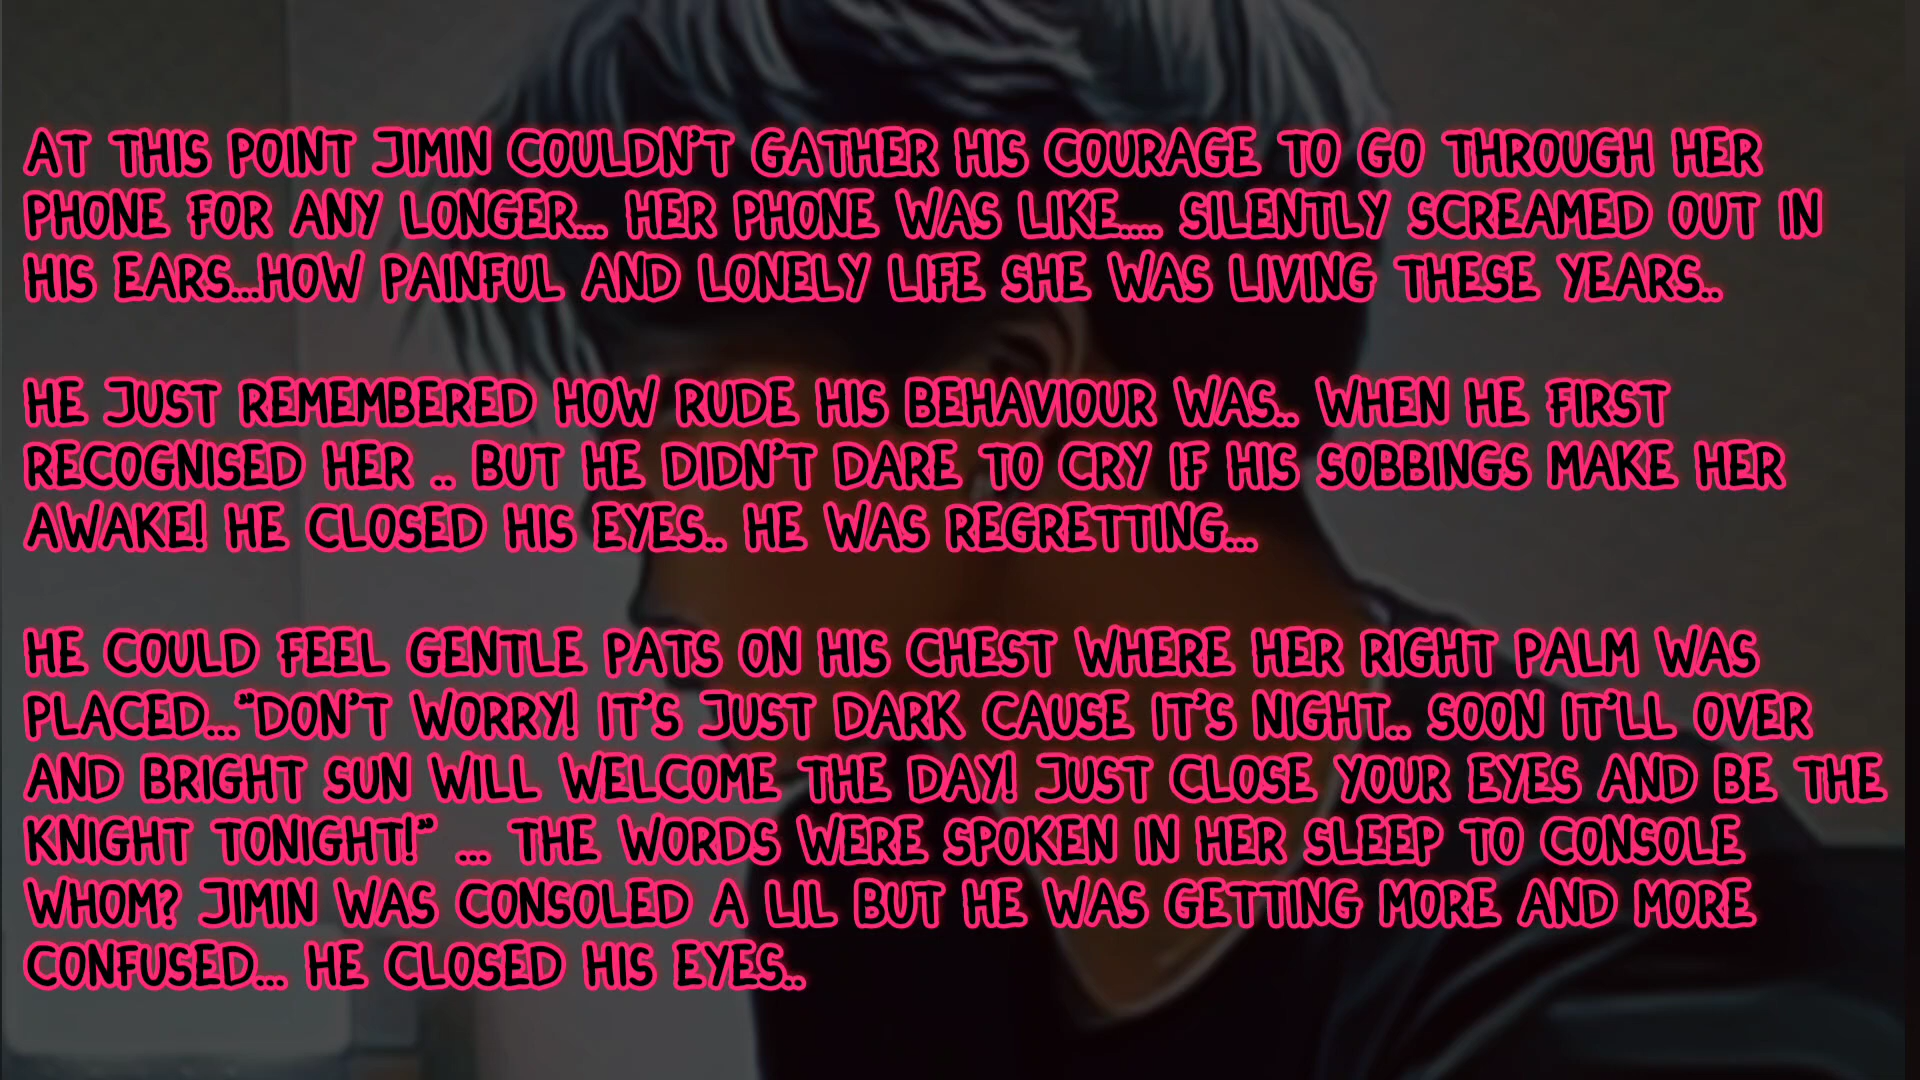 AT THIS POINT JIMIN COULDN'T GATHER HIS COURAGE TO GO THROUGH HER
PHONE FOR ANY LONGER... HER PHONE WAS LIKE.... SILENTLY SCREAMED OUT IN
HIS EARS...HOW PAINFUL AND LONELY LIFE SHE WAS LIVING THESE YEARS..
HE JUST REMEMBERED HOW RUDE HIS BEHAVIOUR WAS.. WHEN HE FIRST
RECOGNISED HER .. BUT HE DIDN'T DARE TO CRY IF HIS SOBBINGS MAKE HER
AWAKE! HE CLOSED HIS EYES.. HE WAS REGRETTING...
HE COULD FEEL GENTLE PATS ON HIS CHEST WHERE HER RIGHT PALM WAS
PLACED..."DON'T WORRY! IT'S JUST DARK CAUSE IT'S NIGHT.. SOON IT'LL OVER
AND BRIGHT SUN WILL WELCOME THE DAY! JUST CLOSE YOUR EYES AND BE THE
KNIGHT TONIGHT!" ... THE WORDS WERE SPOKEN IN HER SLEEP TO CONSOLE
WHOM? JIMIN WAS CONSOLED A LIL BUT HE WAS GETTING MORE AND MORE
CONFUSED... HE CLOSED HIS EYES..